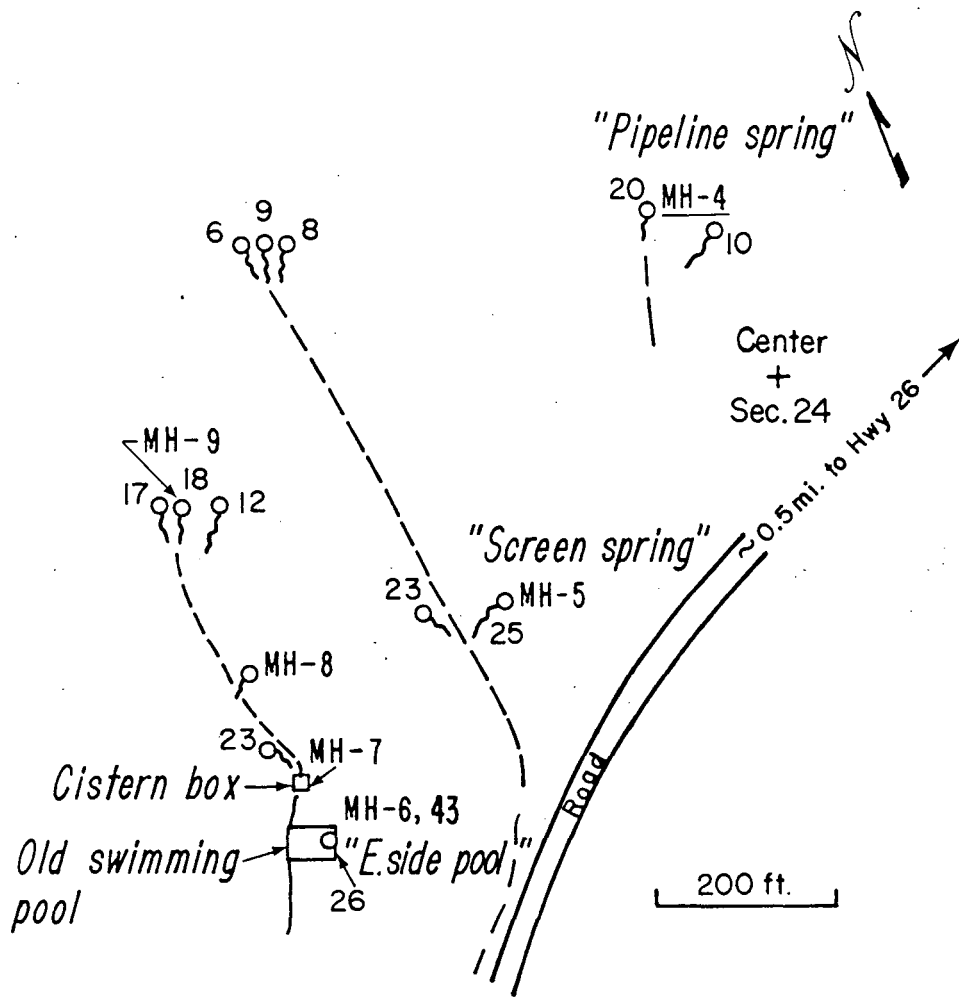 N
"Pipeline spring"
20 MH-4
10
9
6 8
Center
+
Sec. 24
~ 0.5 mi. to Hwy 26
MH-9
17 18 12
"Screen spring"
23 MH-5
25
MH-8
23 MH-7
Cistern box
Road
MH-6, 43
Old swimming
pool
"E. side pool"
26
200 ft.